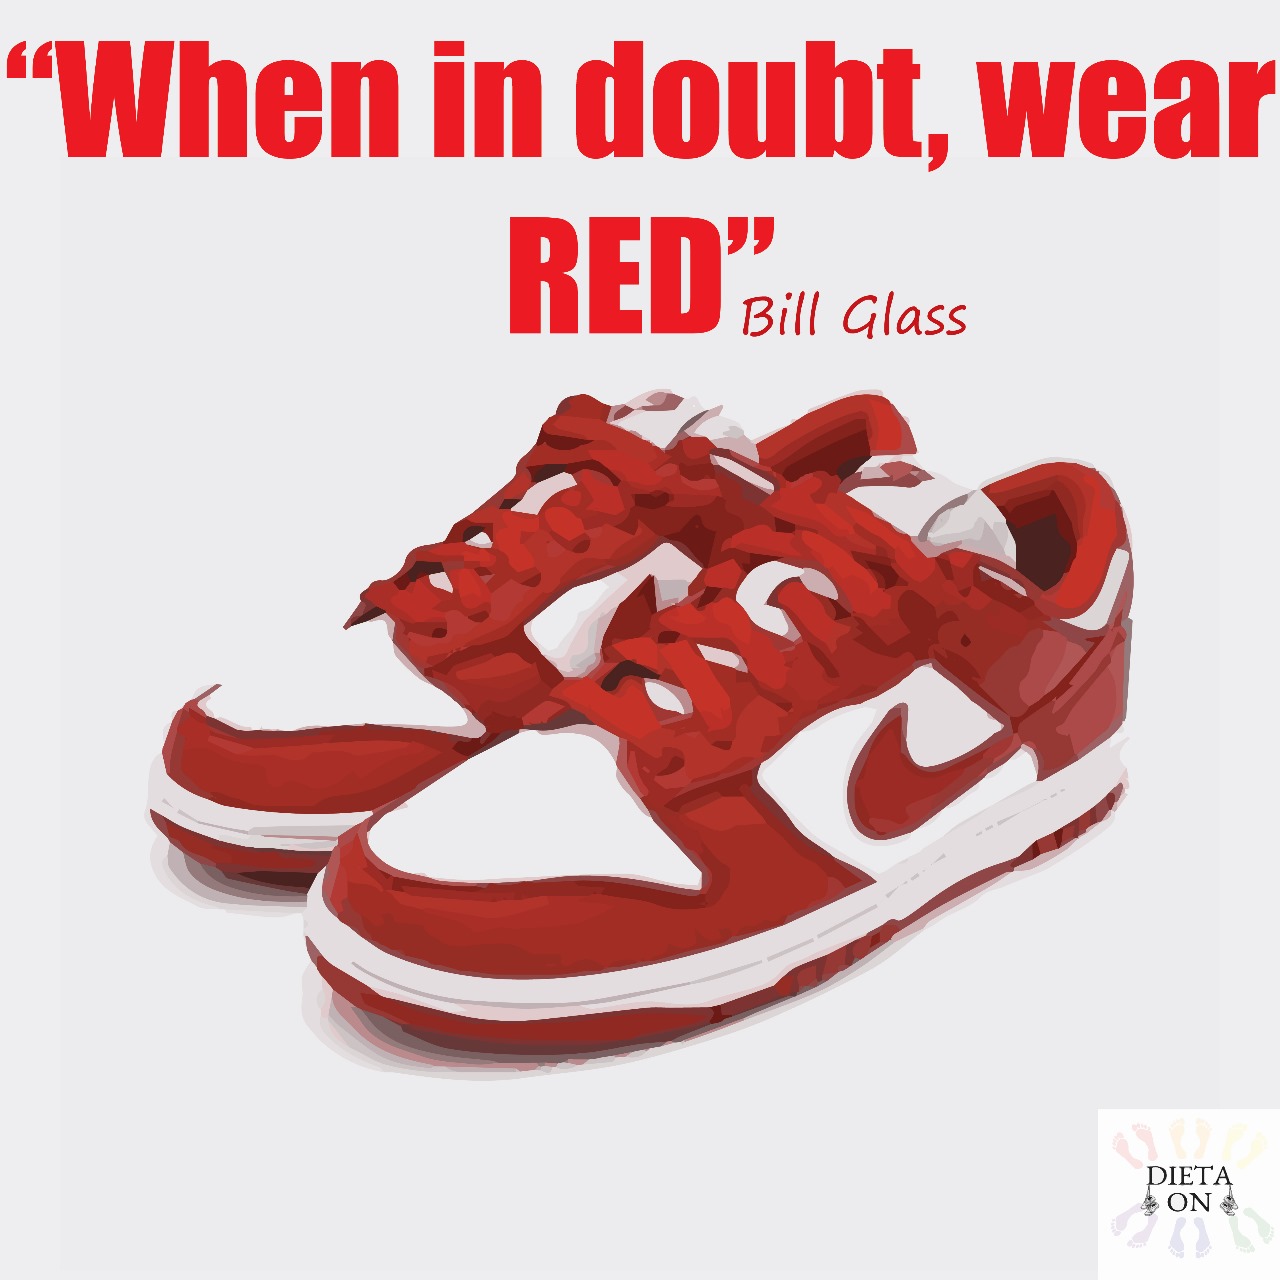 “When in doubt, wear
RED”
Bill Glass
DIETA
ON